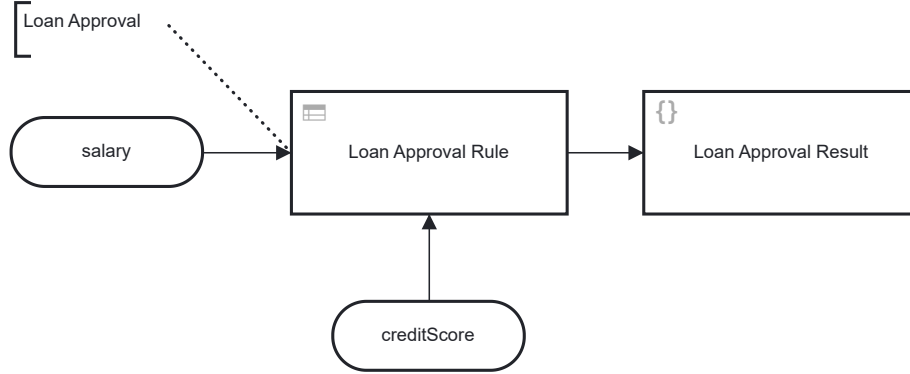 Loan Approval
salary
Loan Approval Rule
{}
Loan Approval Result
creditScore